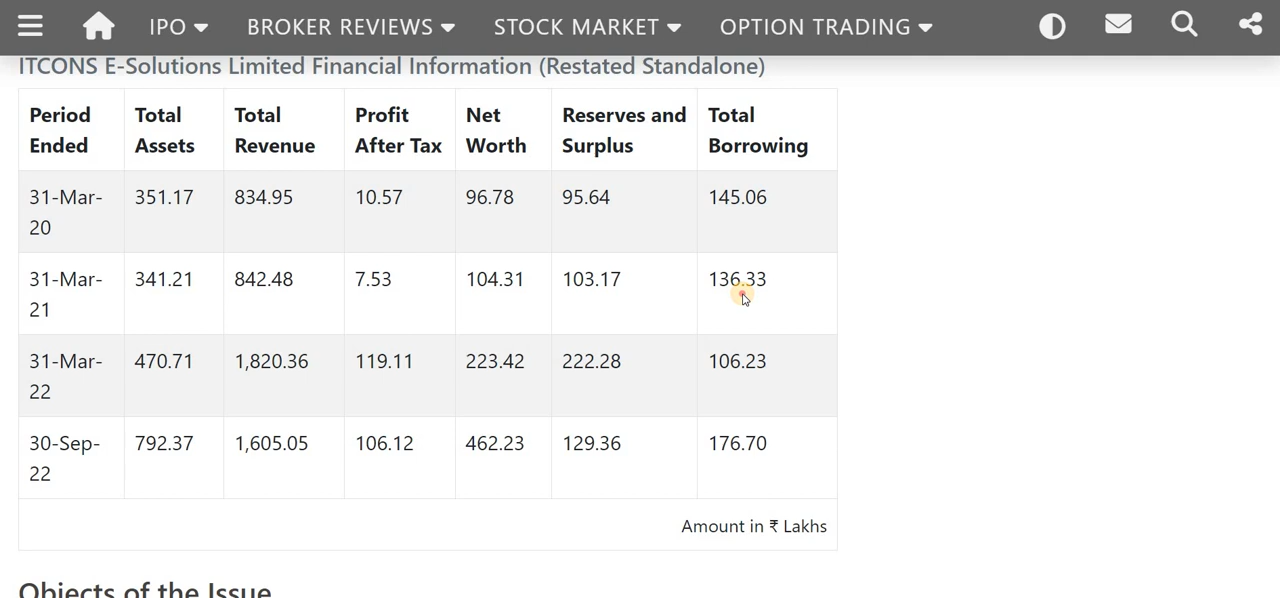 IPO BROKER REVIEWS STOCK MARKET OPTION TRADING
ITCONS E-Solutions Limited Financial Information (Restated Standalone)
Period Ended Total Assets Total Revenue Profit After Tax Net Worth Reserves and Surplus Total Borrowing
31-Mar-20 351.17 834.95 10.57 96.78 95.64 145.06
31-Mar-21 341.21 842.48 7.53 104.31 103.17 136.33
31-Mar-22 470.71 1,820.36 119.11 223.42 222.28 106.23
30-Sep-22 792.37 1,605.05 106.12 462.23 129.36 176.70
Amount in ₹ Lakhs
Objects of the Issue